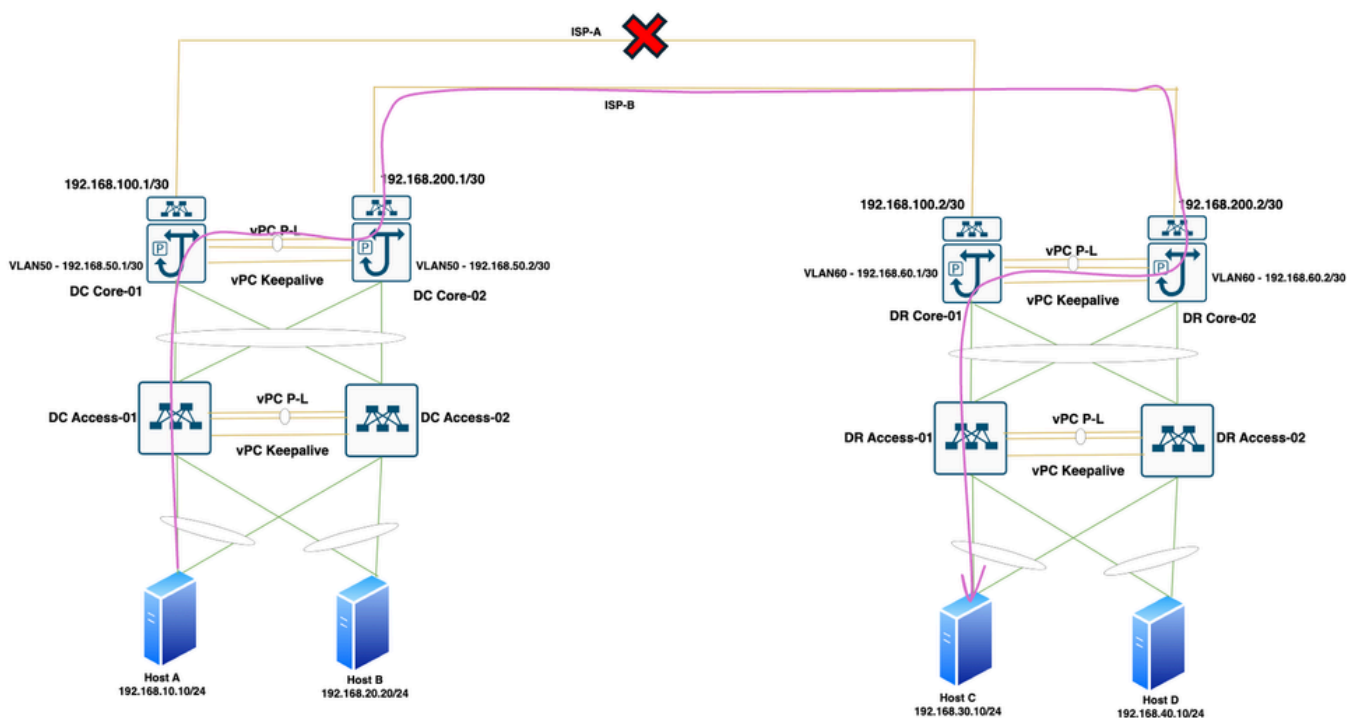 ISP-A
ISP-B
192.168.100.1/30
192.168.200.1/30
192.168.100.2/30
192.168.200.2/30
P
vPC P-L
P
P
vPC P-L
P
VLAN50 - 192.168.50.1/30
vPC Keepalive
VLAN50 - 192.168.50.2/30
VLAN60 - 192.168.60.1/30
vPC Keepalive
VLAN60 - 192.168.60.2/30
DC Core-01
DC Core-02
DR Core-01
DR Core-02
DC Access-01
vPC P-L
DC Access-02
vPC Keepalive
DR Access-01
vPC P-L
DR Access-02
vPC Keepalive
Host A
192.168.10.10/24
Host B
192.168.20.20/24
Host C
192.168.30.10/24
Host D
192.168.40.10/24